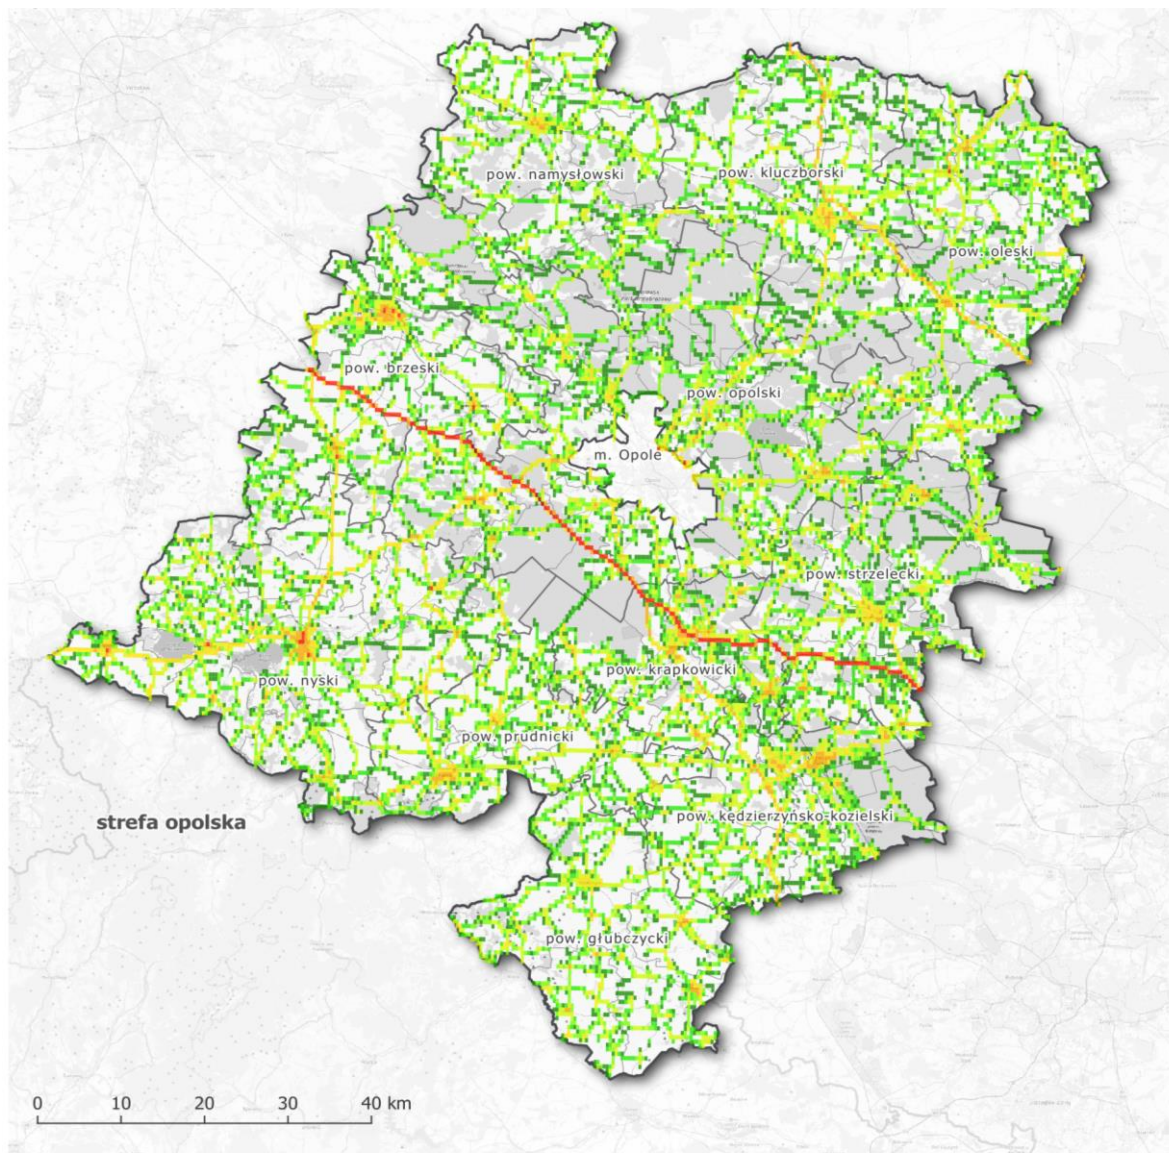 pow. namysłowski
pow. kluczborski
pow. oleski
pow. brzeski
pow. opolski
m. Opole
pow. strzelecki
pow. krapkowicki
pow. nyski
pow. prudnicki
strefa opolska
pow. kędzierzyńsko-kozielski
pow. głubczycki
0 10 20 30 40 km